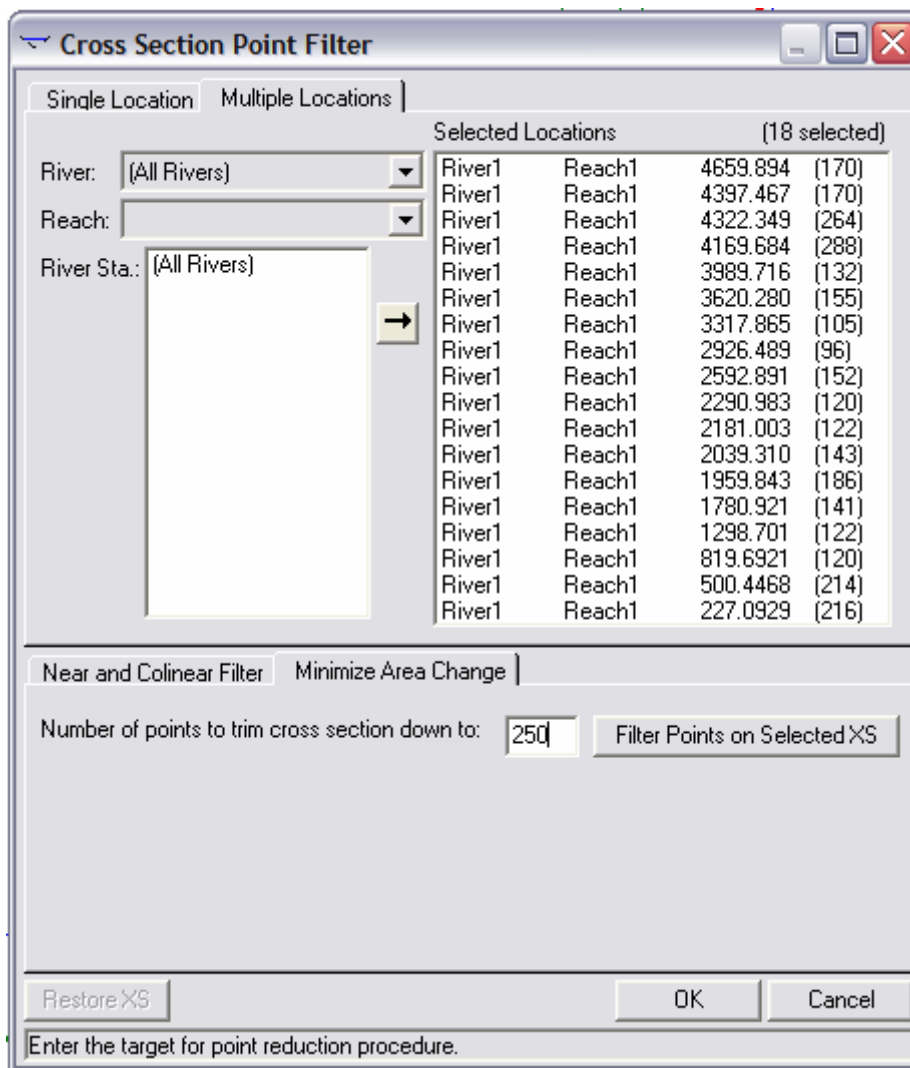 Cross Section Point Filter
Single Location Multiple Locations
Selected Locations (18 selected)
River: (All Rivers)
Reach:
River Sta.: (All Rivers)
River1 Reach1 4659.894 (170)
River1 Reach1 4397.467 (170)
River1 Reach1 4322.349 (264)
River1 Reach1 4169.684 (288)
River1 Reach1 3989.716 (132)
River1 Reach1 3620.280 (155)
River1 Reach1 3317.865 (105)
River1 Reach1 2926.489 (96)
River1 Reach1 2592.891 (152)
River1 Reach1 2290.983 (120)
River1 Reach1 2181.003 (122)
River1 Reach1 2039.310 (143)
River1 Reach1 1959.843 (186)
River1 Reach1 1780.921 (141)
River1 Reach1 1298.701 (122)
River1 Reach1 819.6921 (120)
River1 Reach1 500.4468 (214)
River1 Reach1 227.0929 (216)
Near and Colinear Filter Minimize Area Change
Number of points to trim cross section down to: 250 Filter Points on Selected XS
Restore XS OK Cancel
Enter the target for point reduction procedure.